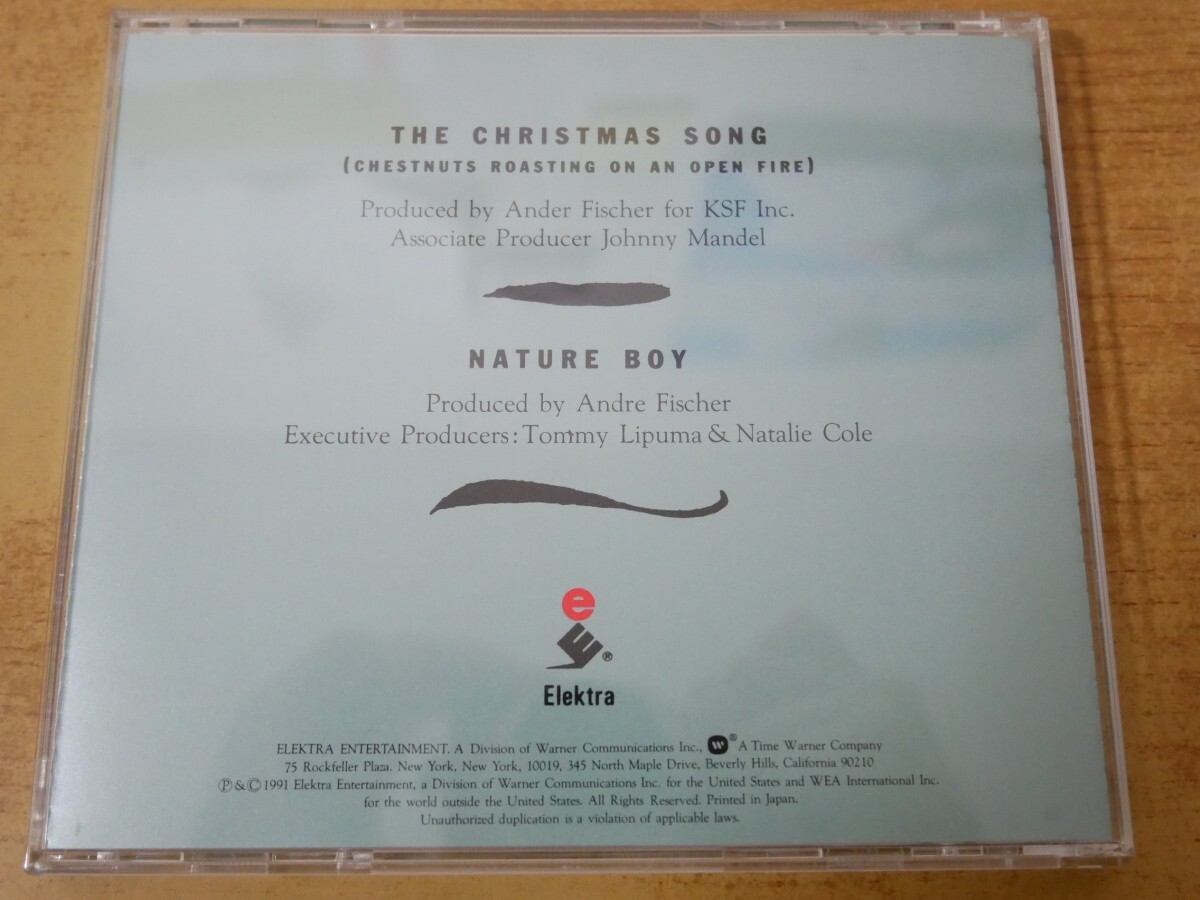 THE CHRISTMAS SONG
(CHESTNUTS ROASTING ON AN OPEN FIRE)
Produced by Ander Fischer for KSF Inc.
Associate Producer Johnny Mandel
NATURE BOY
Produced by Andre Fischer
Executive Producers: Tommy Lipuma & Natalie Cole
e
®
Elektra
ELEKTRA ENTERTAINMENT. A Division of Warner Communications Inc., ® A Time Warner Company
75 Rockfeller Plaza. New York, New York, 10019, 345 North Maple Drive, Beverly Hills, California 90210
Ⓟ&©1991 Elektra Entertainment, a Division of Warner Communications Inc. for the United States and WEA International Inc.
for the world outside the United States. All Rights Reserved. Printed in Japan.
Unauthorized duplication is a violation of applicable laws.